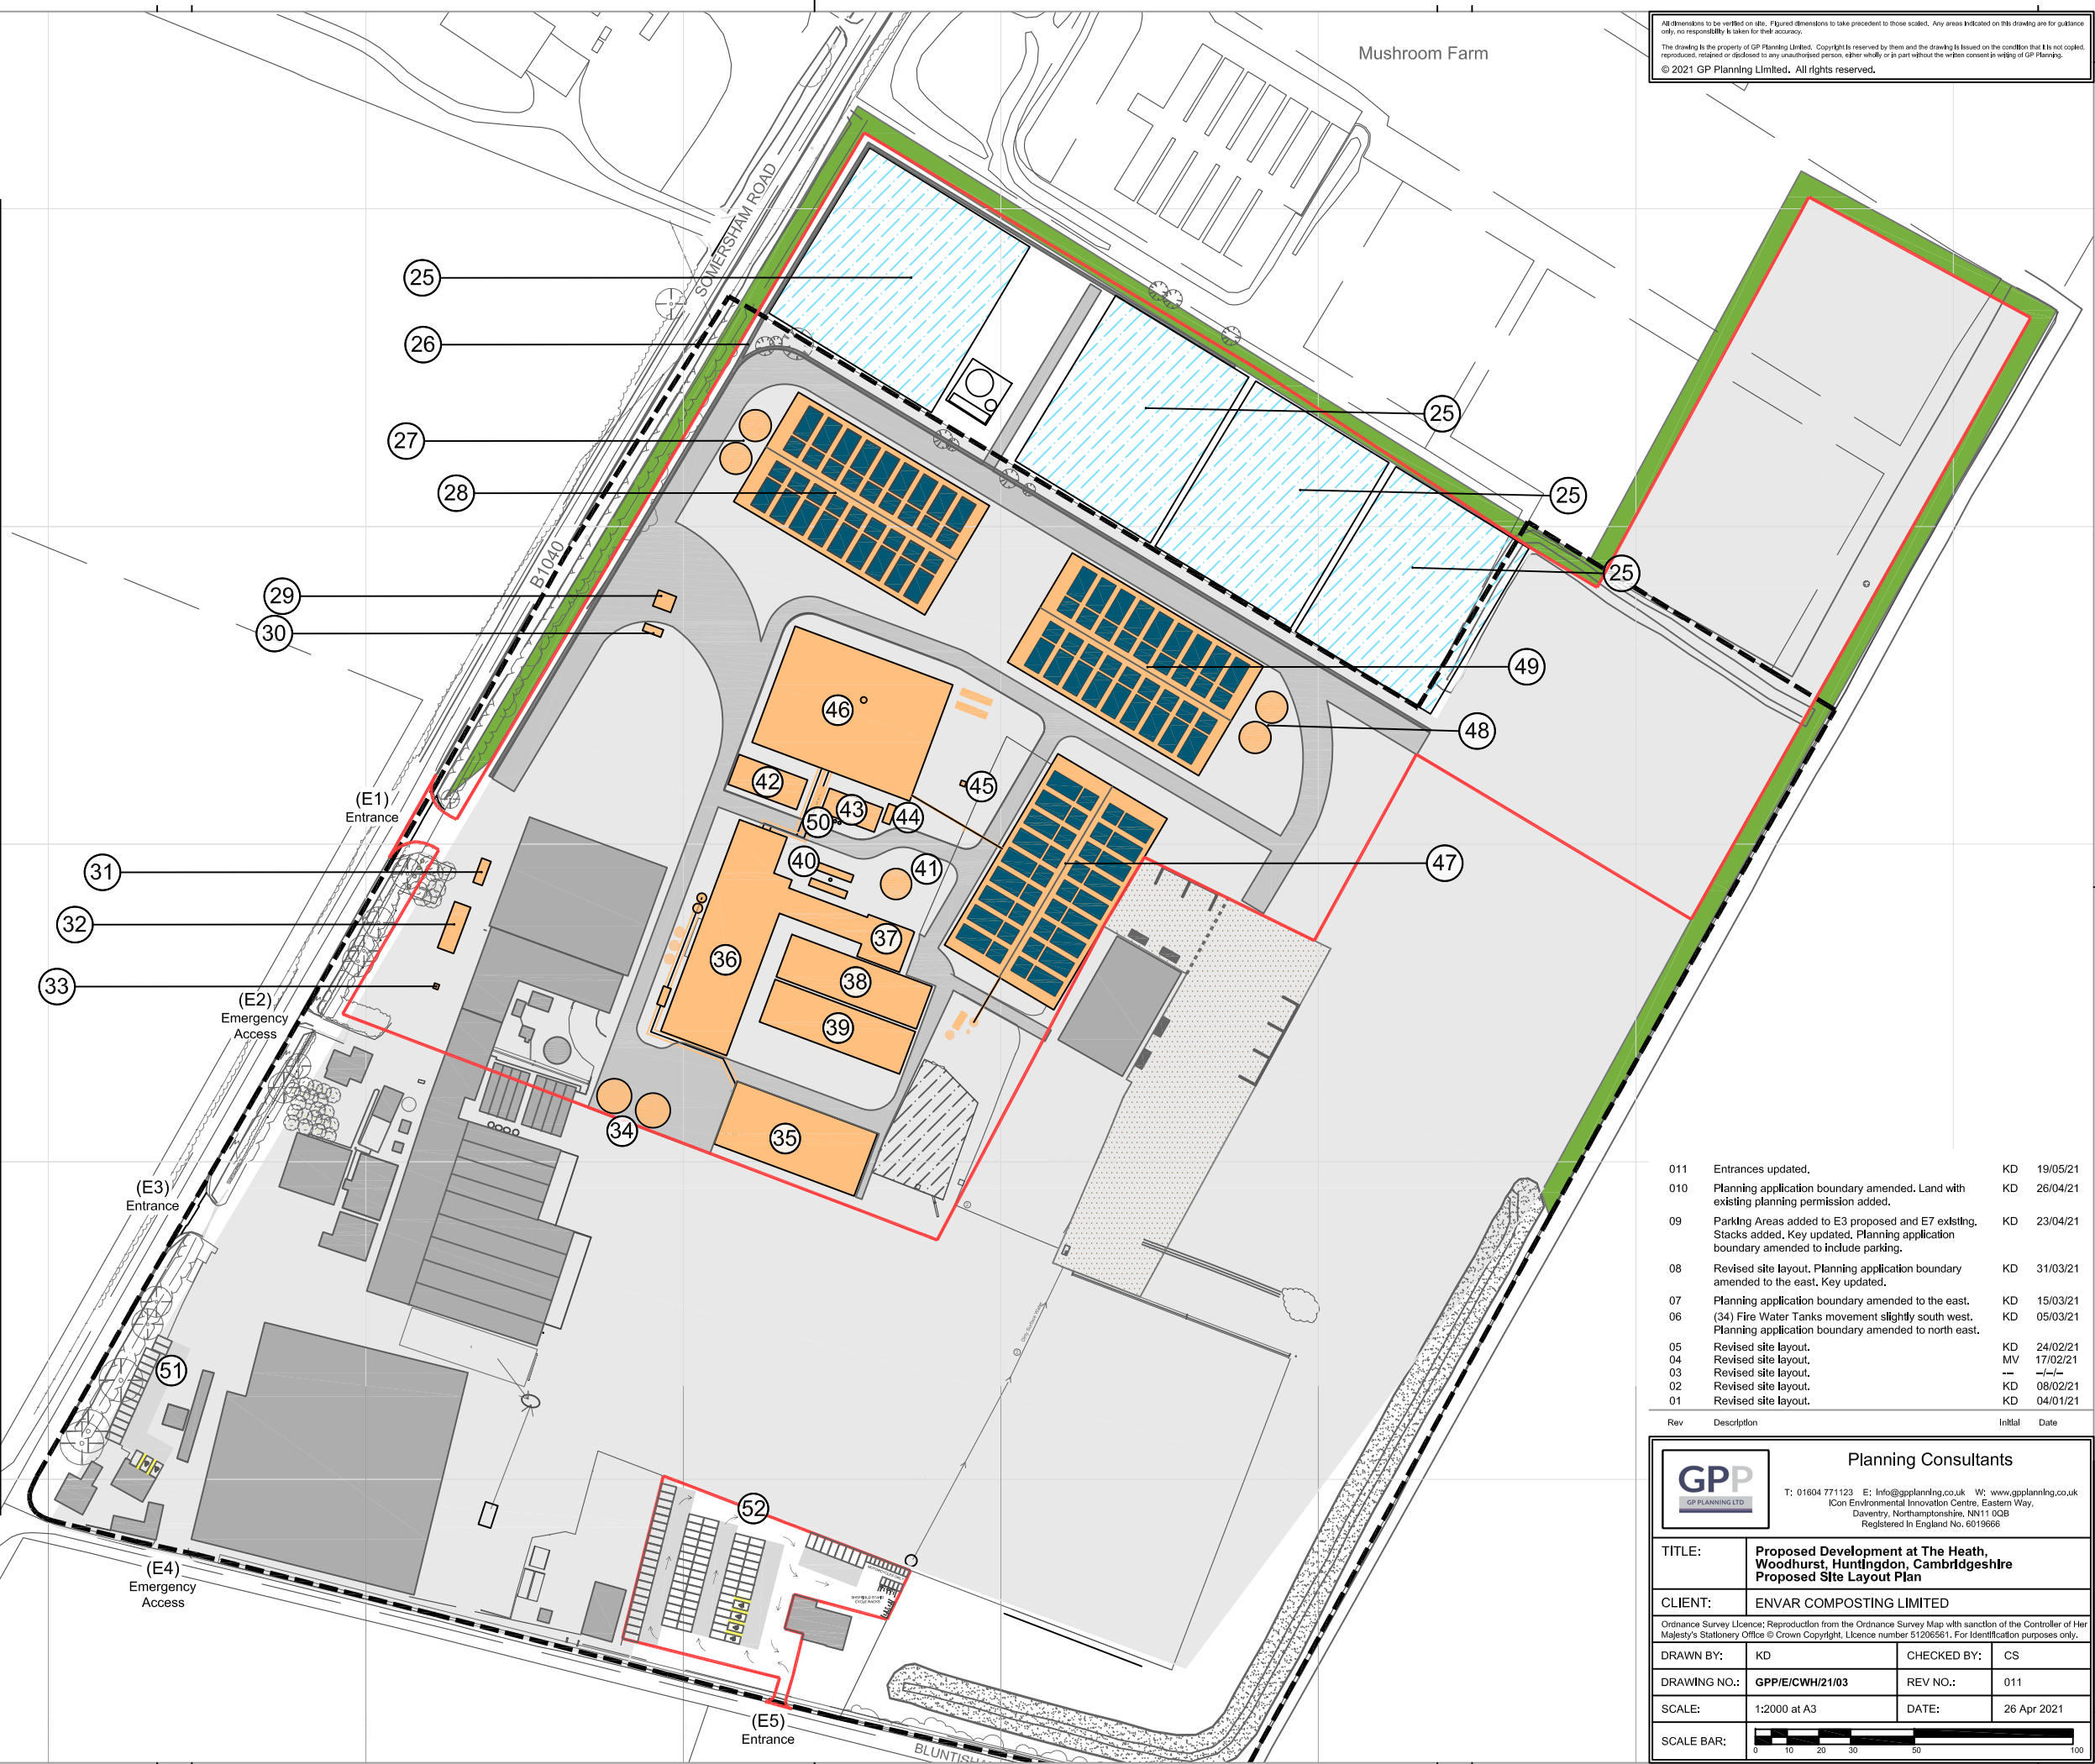 All dimensions to be verified on site. Figured dimensions to take precedent to those scaled. Any areas indicated on this drawing are for guidance
only, no responsibility is taken for their accuracy.
The drawing is the property of GP Planning Limited. Copyright is reserved by them and the drawing is issued on the condition that it is not copied,
reproduced, retained or disclosed to any unauthorised person, either wholly or in part without the written consent in writing of GP Planning.
© 2021 GP Planning Limited. All rights reserved.
Mushroom Farm
SOMERSHAM ROAD
B1040
25
26
27
28
25
25
25
29
30
49
48
46
45
42
43
44
50
(E1)
Entrance
31
32
33
40
41
47
36
37
38
39
(E2)
Emergency
Access
34
35
(E3)
Entrance
51
52
(E4)
Emergency
Access
(E5)
Entrance
011 Entrances updated. KD 19/05/21
010 Planning application boundary amended. Land with KD 26/04/21
existing planning permission added.
09 Parking Areas added to E3 proposed and E7 existing. KD 23/04/21
Stacks added. Key updated. Planning application
boundary amended to include parking.
08 Revised site layout. Planning application boundary KD 31/03/21
amended to the east. Key updated.
07 Planning application boundary amended to the east. KD 15/03/21
06 (34) Fire Water Tanks movement slightly south west. KD 05/03/21
Planning application boundary amended to north east.
05 Revised site layout. KD 24/02/21
04 Revised site layout. MV 17/02/21
03 Revised site layout. -- -/-/-
02 Revised site layout. KD 08/02/21
01 Revised site layout. KD 04/01/21
Rev Description Initial Date
GPP
GP PLANNING LTD
Planning Consultants
T: 01604 771123 E: info@gpplanning.co.uk W: www.gpplanning.co.uk
iCon Environmental Innovation Centre, Eastern Way,
Daventry, Northamptonshire, NN11 0QB
Registered in England No. 6019666
TITLE: Proposed Development at The Heath,
Woodhurst, Huntingdon, Cambridgeshire
Proposed Site Layout Plan
CLIENT: ENVAR COMPOSTING LIMITED
Ordnance Survey Licence: Reproduction from the Ordnance Survey Map with sanction of the Controller of Her
Majesty's Stationery Office © Crown Copyright, Licence number 51206561. For identification purposes only.
DRAWN BY: KD CHECKED BY: CS
DRAWING NO.: GPP/E/CWH/21/03 REV NO.: 011
SCALE: 1:2000 at A3 DATE: 26 Apr 2021
SCALE BAR: 0 10 20 30 50 100